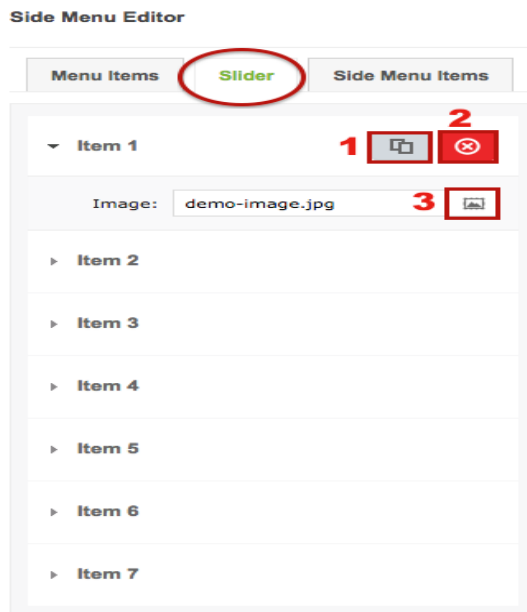 Side Menu Editor
Menu Items Slider Side Menu Items
2
Item 1 1
Image: demo-image.jpg 3
Item 2
Item 3
Item 4
Item 5
Item 6
Item 7